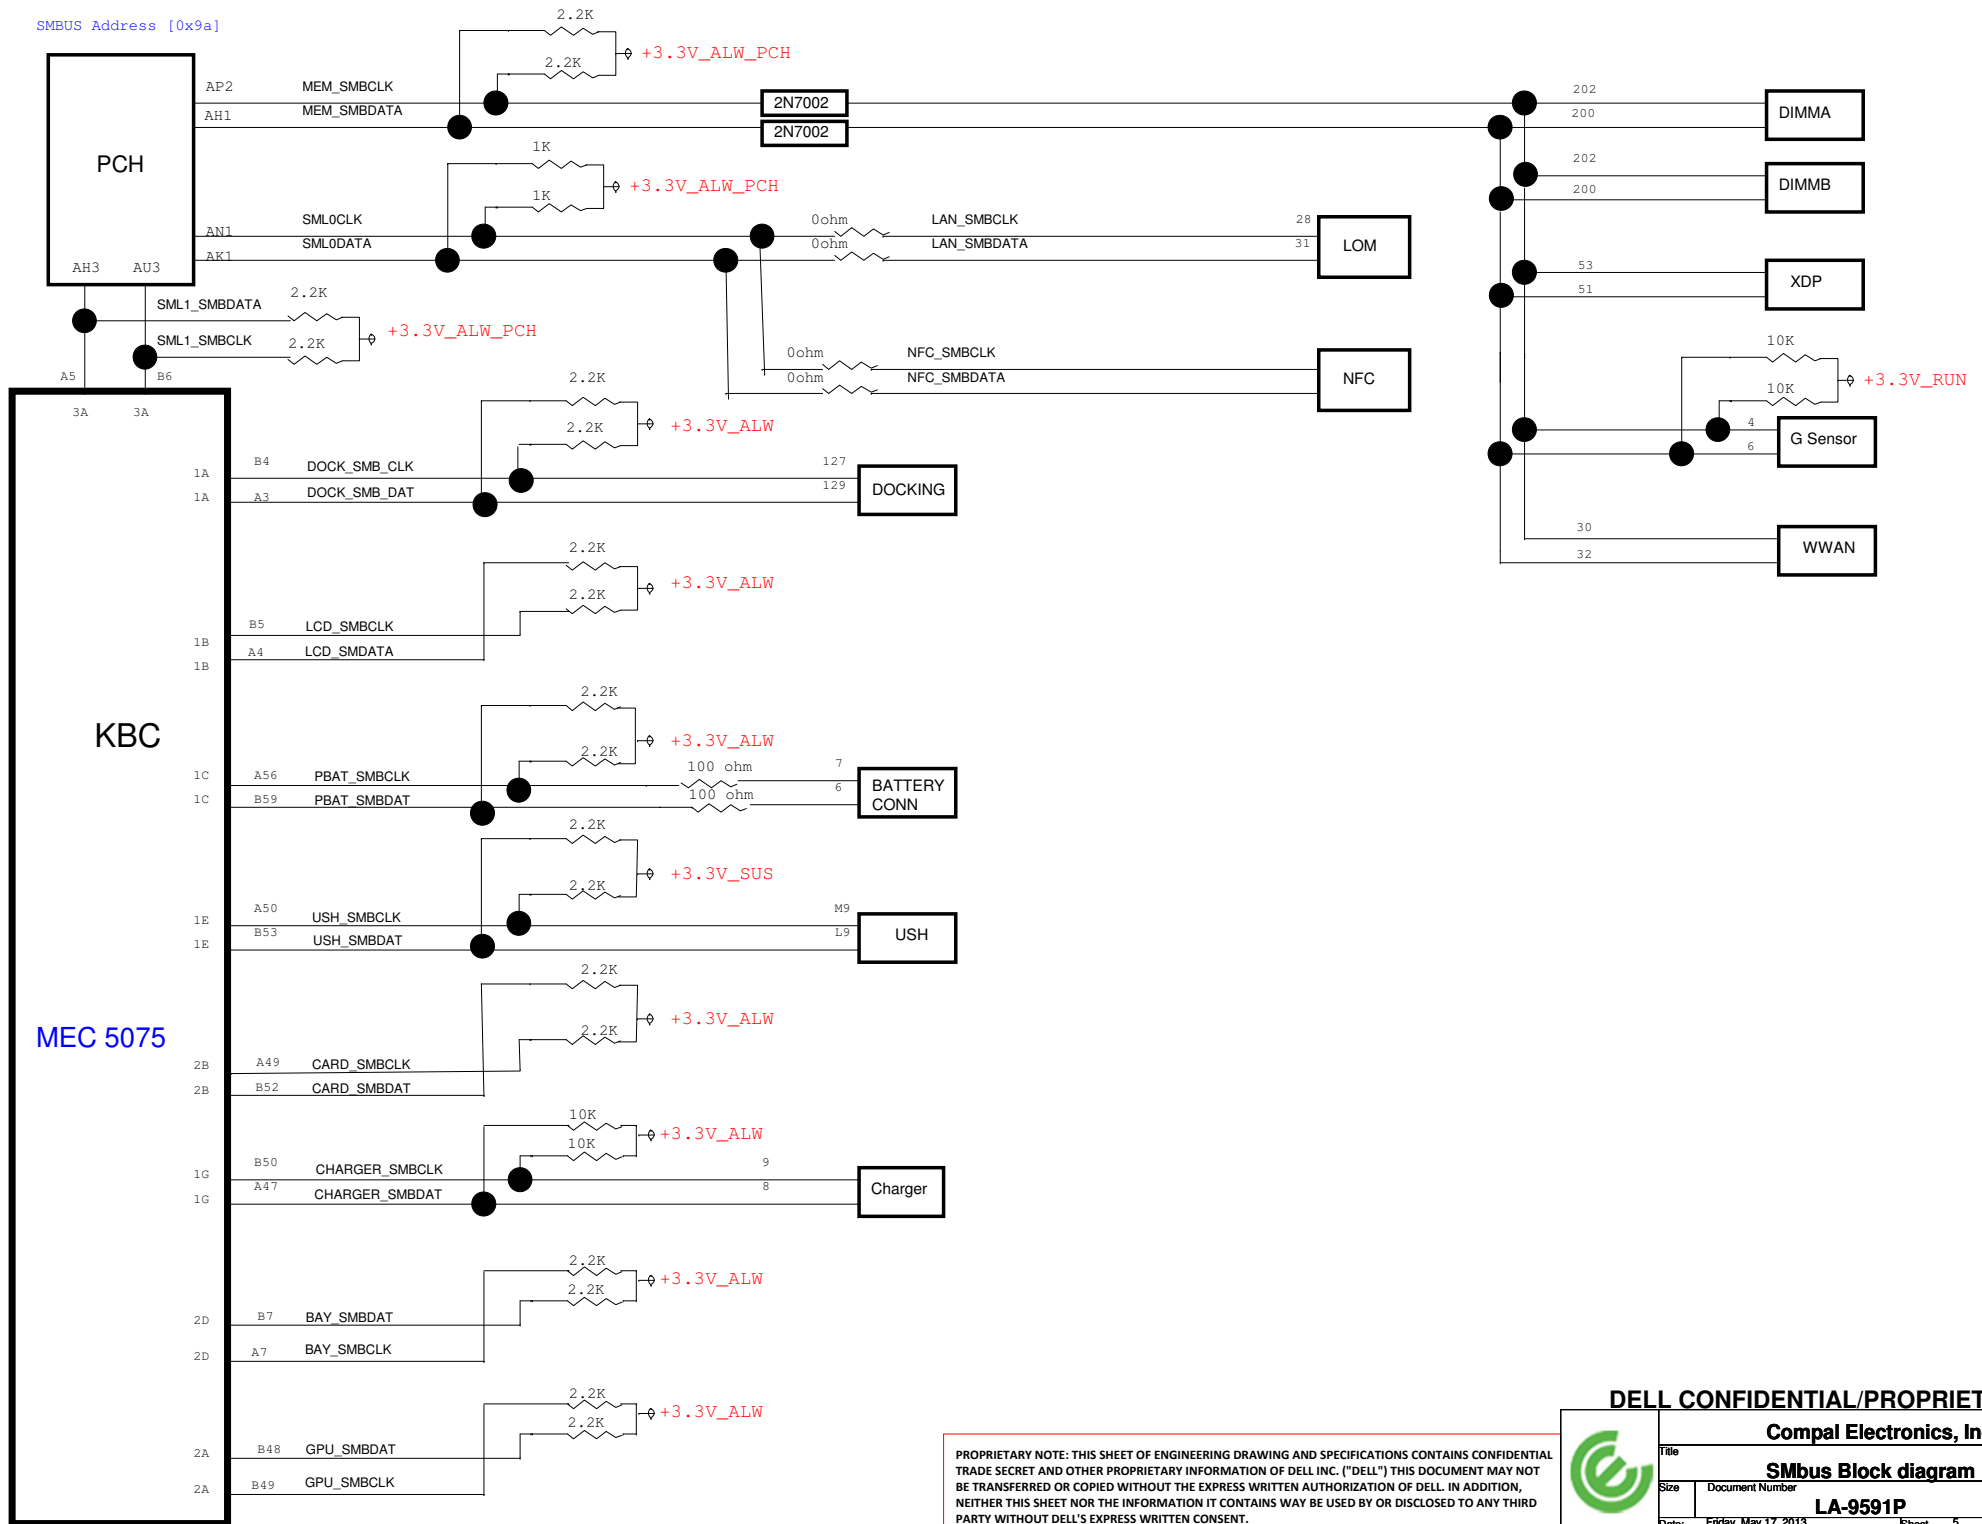 SMBUS Address [0x9a]
2.2K
2.2K
+3.3V_ALW_PCH
AP2
MEM_SMBCLK
AH1
MEM_SMBDATA
2N7002
2N7002
202
200
DIMMA
PCH
1K
1K
+3.3V_ALW_PCH
202
200
DIMMB
AN1
SML0CLK
AK1
SML0DATA
0ohm
LAN_SMBCLK
28
0ohm
LAN_SMBDATA
31
LOM
AH3
AU3
53
51
XDP
SML1_SMBDATA
2.2K
SML1_SMBCLK
2.2K
+3.3V_ALW_PCH
0ohm
NFC_SMBCLK
0ohm
NFC_SMBDATA
NFC
10K
10K
+3.3V_RUN
4
6
G Sensor
A5
B6
3A
3A
2.2K
2.2K
+3.3V_ALW
1A
B4
DOCK_SMB_CLK
127
1A
A3
DOCK_SMB_DAT
129
DOCKING
30
32
WWAN
2.2K
2.2K
+3.3V_ALW
1B
B5
LCD_SMBCLK
1B
A4
LCD_SMDATA
KBC
2.2K
2.2K
+3.3V_ALW
1C
A56
PBAT_SMBCLK
100 ohm
7
1C
B59
PBAT_SMBDAT
100 ohm
6
BATTERY
CONN
2.2K
2.2K
+3.3V_SUS
1E
A50
USH_SMBCLK
M9
1E
B53
USH_SMBDAT
L9
USH
MEC 5075
2.2K
2.2K
+3.3V_ALW
2B
A49
CARD_SMBCLK
2B
B52
CARD_SMBDAT
10K
10K
+3.3V_ALW
1G
B50
CHARGER_SMBCLK
9
1G
A47
CHARGER_SMBDAT
8
Charger
2.2K
2.2K
+3.3V_ALW
2D
B7
BAY_SMBDAT
2D
A7
BAY_SMBCLK
2.2K
2.2K
+3.3V_ALW
2A
B48
GPU_SMBDAT
2A
B49
GPU_SMBCLK
PROPRIETARY NOTE: THIS SHEET OF ENGINEERING DRAWING AND SPECIFICATIONS CONTAINS CONFIDENTIAL
TRADE SECRET AND OTHER PROPRIETARY INFORMATION OF DELL INC. ("DELL") THIS DOCUMENT MAY NOT
BE TRANSFERRED OR COPIED WITHOUT THE EXPRESS WRITTEN AUTHORIZATION OF DELL. IN ADDITION,
NEITHER THIS SHEET NOR THE INFORMATION IT CONTAINS WAY BE USED BY OR DISCLOSED TO ANY THIRD
PARTY WITHOUT DELL'S EXPRESS WRITTEN CONSENT.
DELL CONFIDENTIAL/PROPRIET
Compal Electronics, In
Title
SMbus Block diagram
Size
Document Number
LA-9591P
Date:
Friday, May 17, 2013
Sheet
5